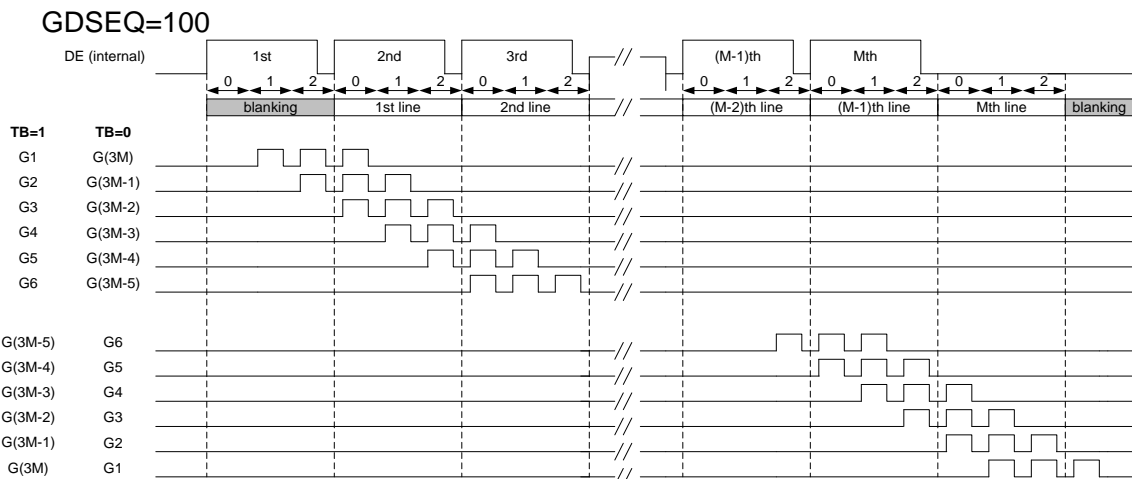 GDSEQ=100
DE (internal) 1st 2nd 3rd // (M-1)th Mth
0 1 2 0 1 2 0 1 2 0 1 2 0 1 2 0 1 2
blanking 1st line 2nd line // (M-2)th line (M-1)th line Mth line blanking
TB=1 TB=0
G1 G(3M) //
G2 G(3M-1) //
G3 G(3M-2) //
G4 G(3M-3) //
G5 G(3M-4) //
G6 G(3M-5) //
G(3M-5) G6 //
G(3M-4) G5 //
G(3M-3) G4 //
G(3M-2) G3 //
G(3M-1) G2 //
G(3M) G1 //